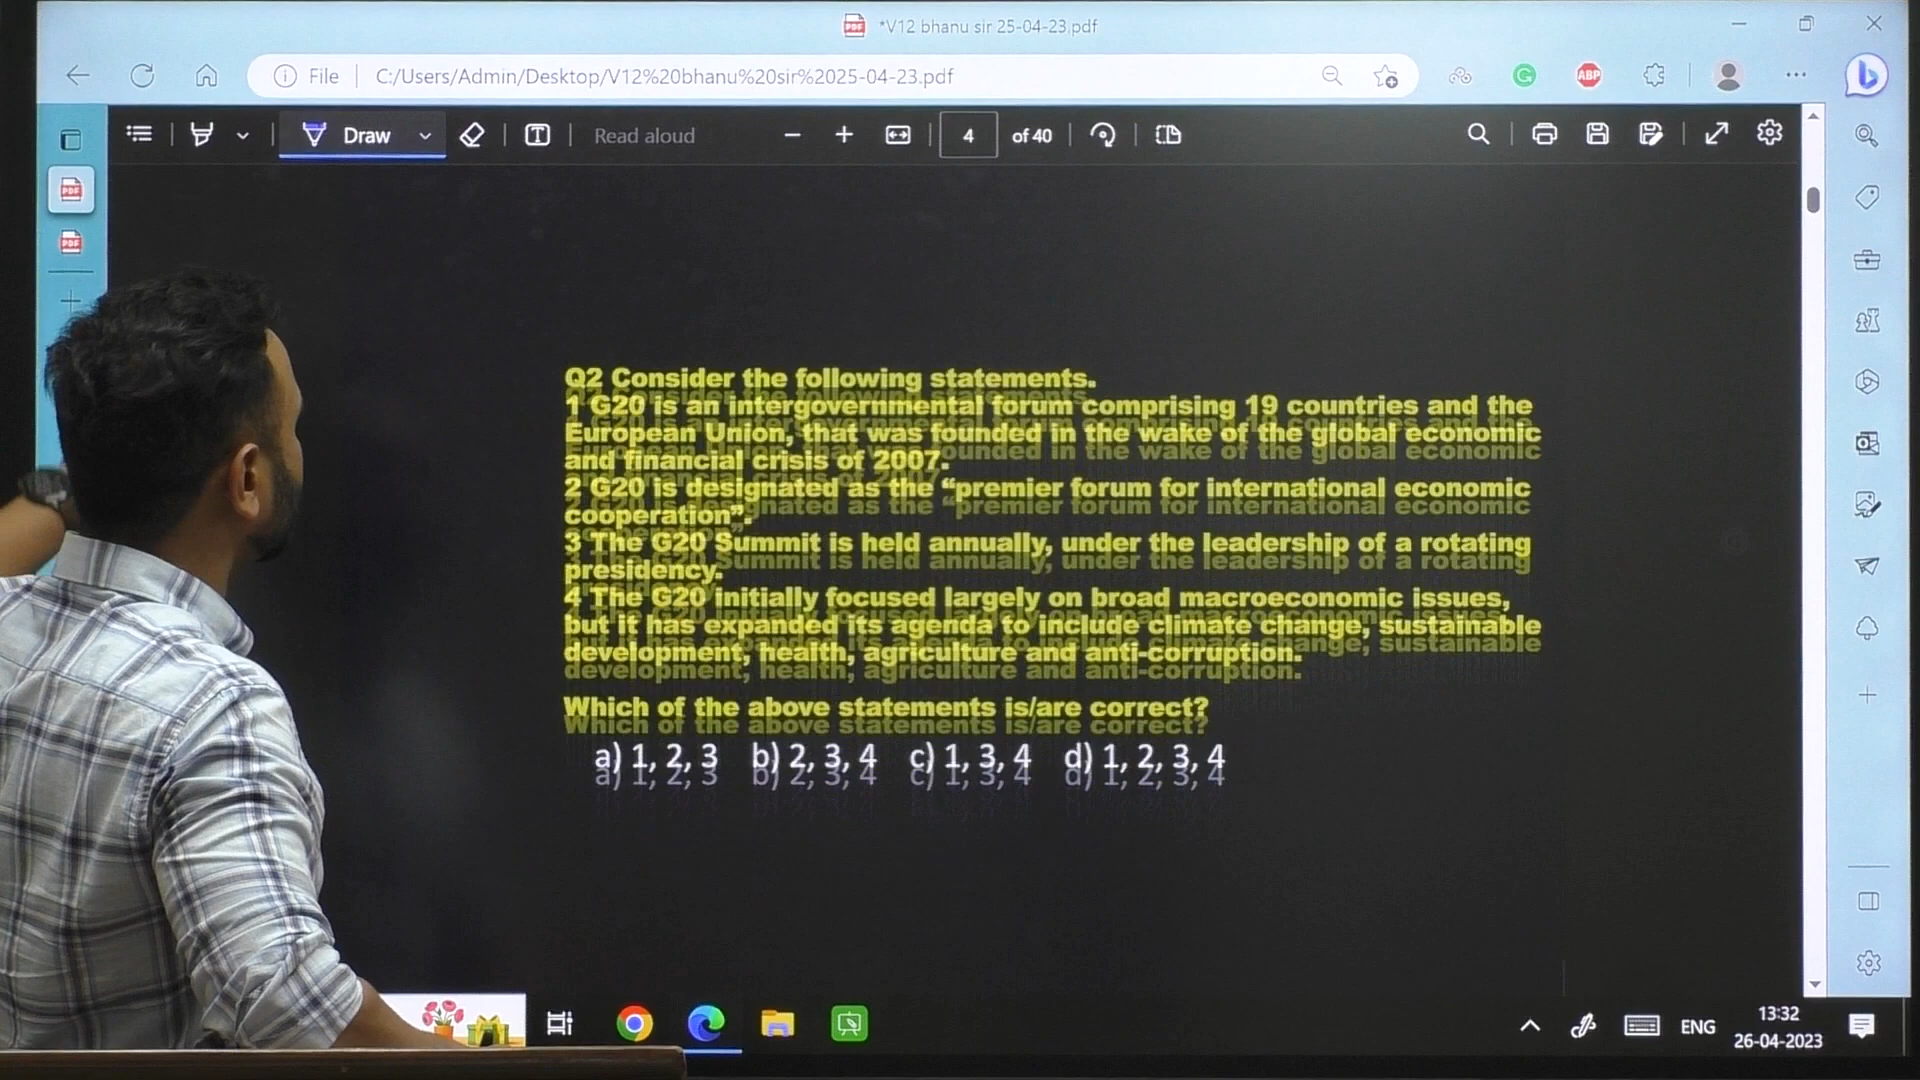 *V12 bhanu sir 25-04-23.pdf
File C:/Users/Admin/Desktop/V12%20bhanu%20sir%2025-04-23.pdf
ABP
Draw Read aloud 4 of 40
PDF
PDF
Q2 Consider the following statements.
1 G20 is an intergovernmental forum comprising 19 countries and the
European Union, that was founded in the wake of the global economic
and financial crisis of 2007.
2 G20 is designated as the “premier forum for international economic
cooperation”.
3 The G20 Summit is held annually, under the leadership of a rotating
presidency.
4 The G20 initially focused largely on broad macroeconomic issues,
but it has expanded its agenda to include climate change, sustainable
development, health, agriculture and anti-corruption.
Which of the above statements is/are correct?
a) 1, 2, 3 b) 2, 3, 4 c) 1, 3, 4 d) 1, 2, 3, 4
ENG 13:32
26-04-2023